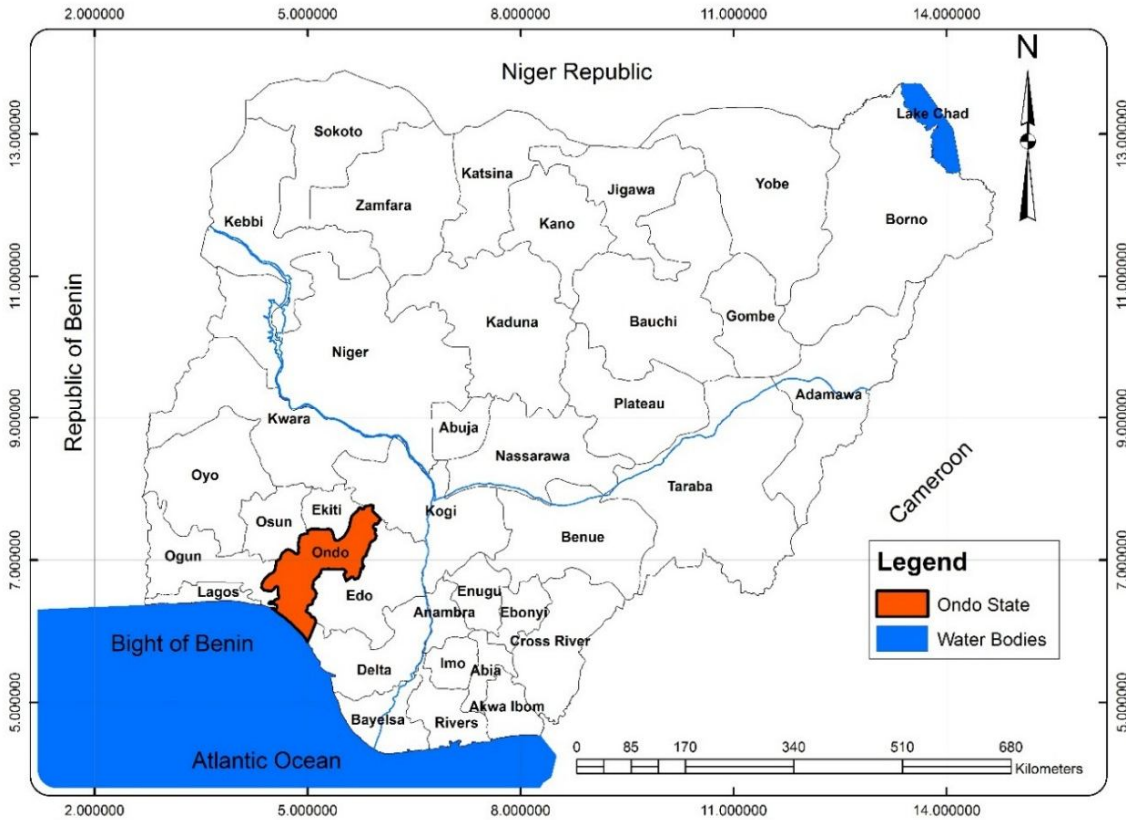 2.000000 5.000000 8.000000 11.000000 14.000000
Niger Republic
N
Lake Chad
13.000000 13.000000
Sokoto
Katsina
Yobe
Jigawa
Zamfara
Kano
Borno
Kebbi
11.000000 11.000000
Republic of Benin
Gombe
Kaduna
Bauchi
Niger
Adamawa
Plateau
9.000000 9.000000
Kwara
Abuja
Nassarawa
Oyo
Taraba
Cameroon
Kogi
Ekiti
Osun
Benue
Ondo
Ogun
7.000000 7.000000
Legend
Ondo State
Water Bodies
Lagos
Edo
Enugu
Anambra
Ebonyi
Bight of Benin
Cross River
Delta
Imo
Abia
5.000000 5.000000
Akwa Ibom
Bayelsa
Rivers
Atlantic Ocean
0 85 170 340 510 680
Kilometers
2.000000 5.000000 8.000000 11.000000 14.000000